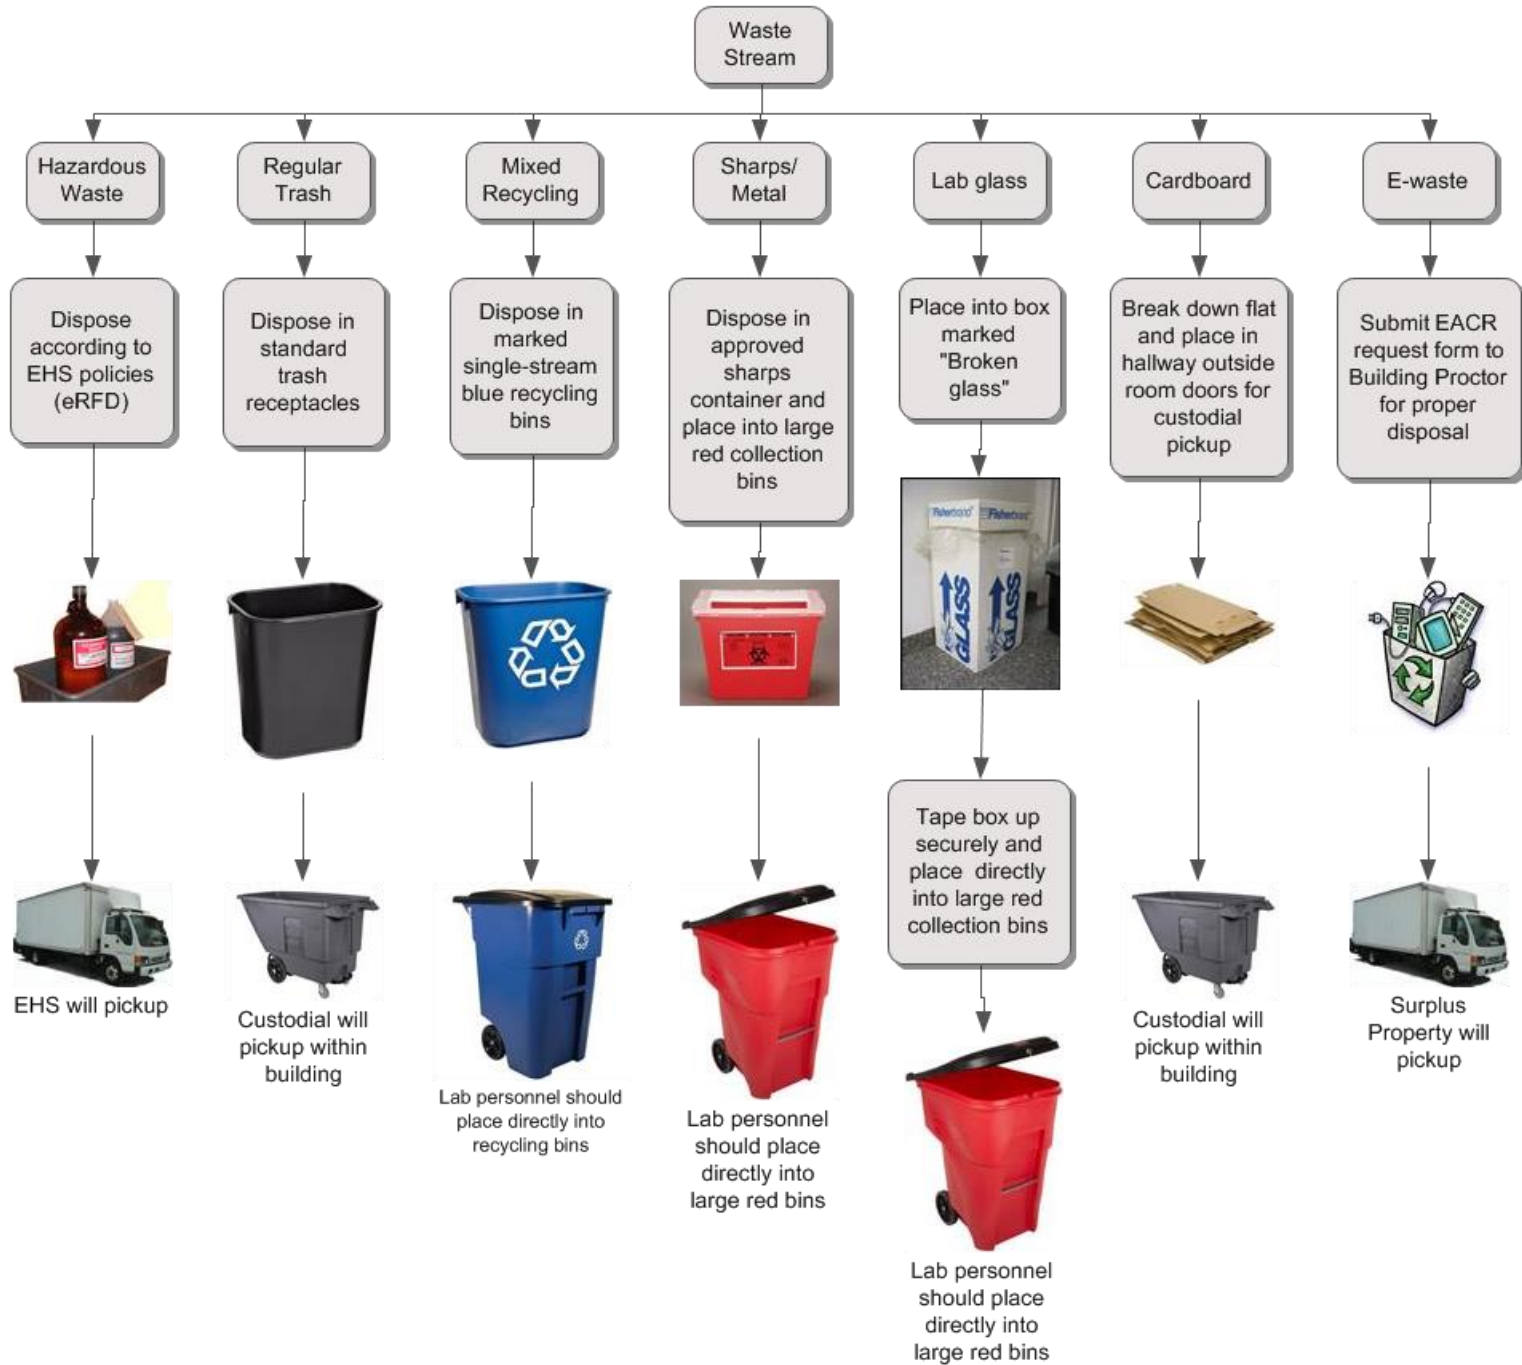 Waste
Stream
Hazardous
Waste
Regular
Trash
Mixed
Recycling
Sharps/
Metal
Lab glass
Cardboard
E-waste
Dispose
according to
EHS policies
(eRFD)
Dispose in
standard
trash
receptacles
Dispose in
marked
single-stream
blue recycling
bins
Dispose in
approved
sharps
container and
place into large
red collection
bins
Place into box
marked
"Broken
glass"
Break down flat
and place in
hallway outside
room doors for
custodial
pickup
Submit EACR
request form to
Building Proctor
for proper
disposal
Fisherbrand
Fisherbrand
GLASS
GLASS
Tape box up
securely and
place directly
into large red
collection bins
EHS will pickup
Custodial will
pickup within
building
Lab personnel should
place directly into
recycling bins
Lab personnel
should place
directly into
large red bins
Lab personnel
should place
directly into
large red bins
Custodial will
pickup within
building
Surplus
Property will
pickup